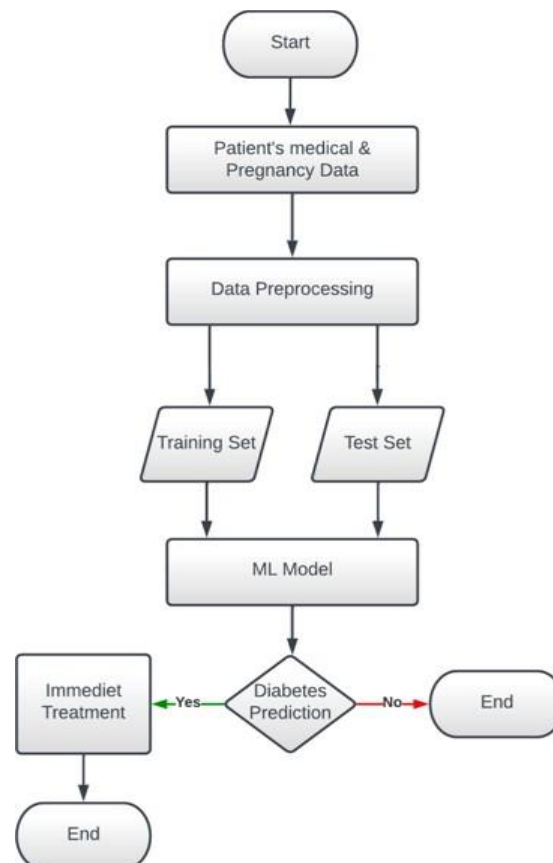 Start
Patient's medical &
Pregnancy Data
Data Preprocessing
Training Set
Test Set
ML Model
Immediet
Treatment
Yes
Diabetes
Prediction
No
End
End